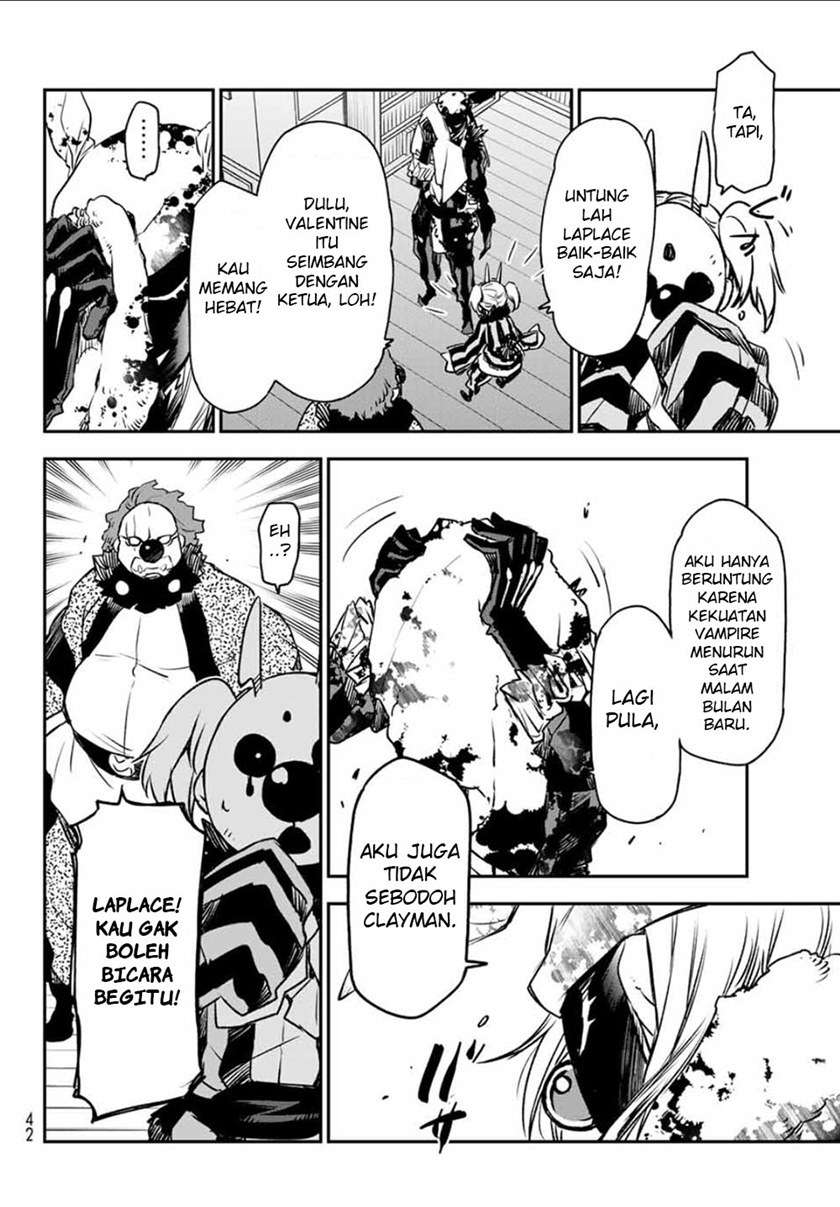 TA,
TAPI,
UNTUNG
LAH
LAPLACE
BAIK-BAIK
SAJA!
DULU,
VALENTINE
ITU
SEIMBANG
DENGAN
KETUA, LOH!
KAU
MEMANG
HEBAT!
......
AKU HANYA
BERUNTUNG
KARENA
KEKUATAN
VAMPIRE
MENURUN
SAAT
MALAM
BULAN
BARU.
LAGI
PULA,
AKU JUGA
TIDAK
SEBODOH
CLAYMAN.
EH
..?
LAPLACE!
KAU GAK
BOLEH
BICARA
BEGITU!
42